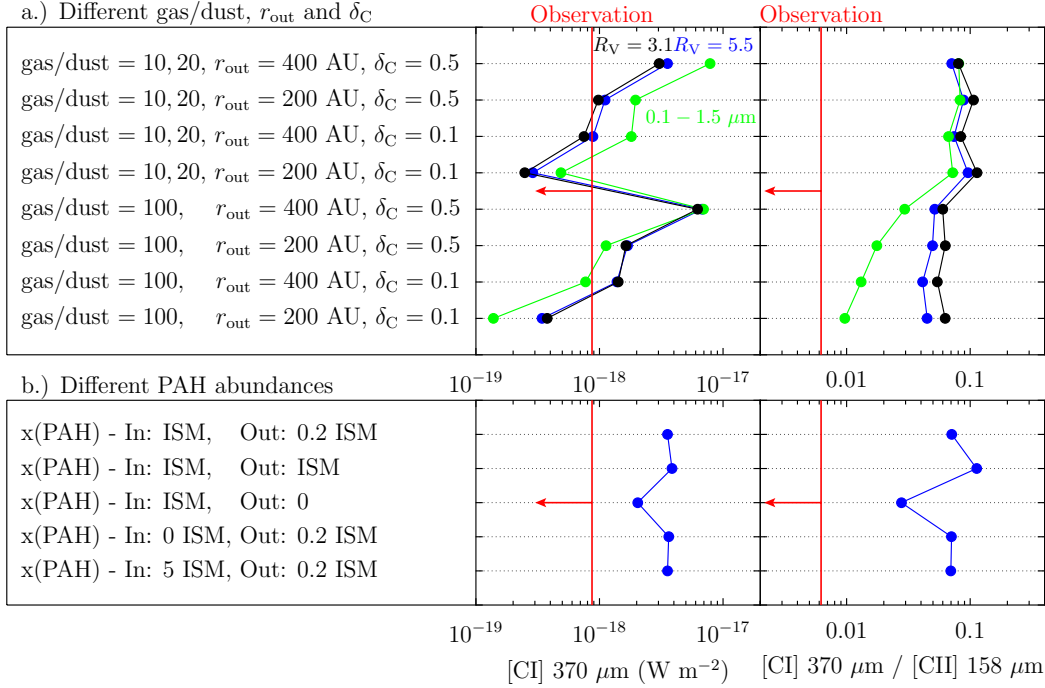 a.) Different gas/dust, r_out and δ_C
Observation
Observation
R_V = 3.1 R_V = 5.5
0.1 − 1.5 μm
gas/dust = 10, 20, r_out = 400 AU, δ_C = 0.5
gas/dust = 10, 20, r_out = 200 AU, δ_C = 0.5
gas/dust = 10, 20, r_out = 400 AU, δ_C = 0.1
gas/dust = 10, 20, r_out = 200 AU, δ_C = 0.1
gas/dust = 100, r_out = 400 AU, δ_C = 0.5
gas/dust = 100, r_out = 200 AU, δ_C = 0.5
gas/dust = 100, r_out = 400 AU, δ_C = 0.1
gas/dust = 100, r_out = 200 AU, δ_C = 0.1
10⁻¹⁹ 10⁻¹⁸ 10⁻¹⁷ 0.01 0.1
b.) Different PAH abundances
x(PAH) - In: ISM, Out: 0.2 ISM
x(PAH) - In: ISM, Out: ISM
x(PAH) - In: ISM, Out: 0
x(PAH) - In: 0 ISM, Out: 0.2 ISM
x(PAH) - In: 5 ISM, Out: 0.2 ISM
10⁻¹⁹ 10⁻¹⁸ 10⁻¹⁷ 0.01 0.1
[CI] 370 μm (W m⁻²)
[CI] 370 μm / [CII] 158 μm